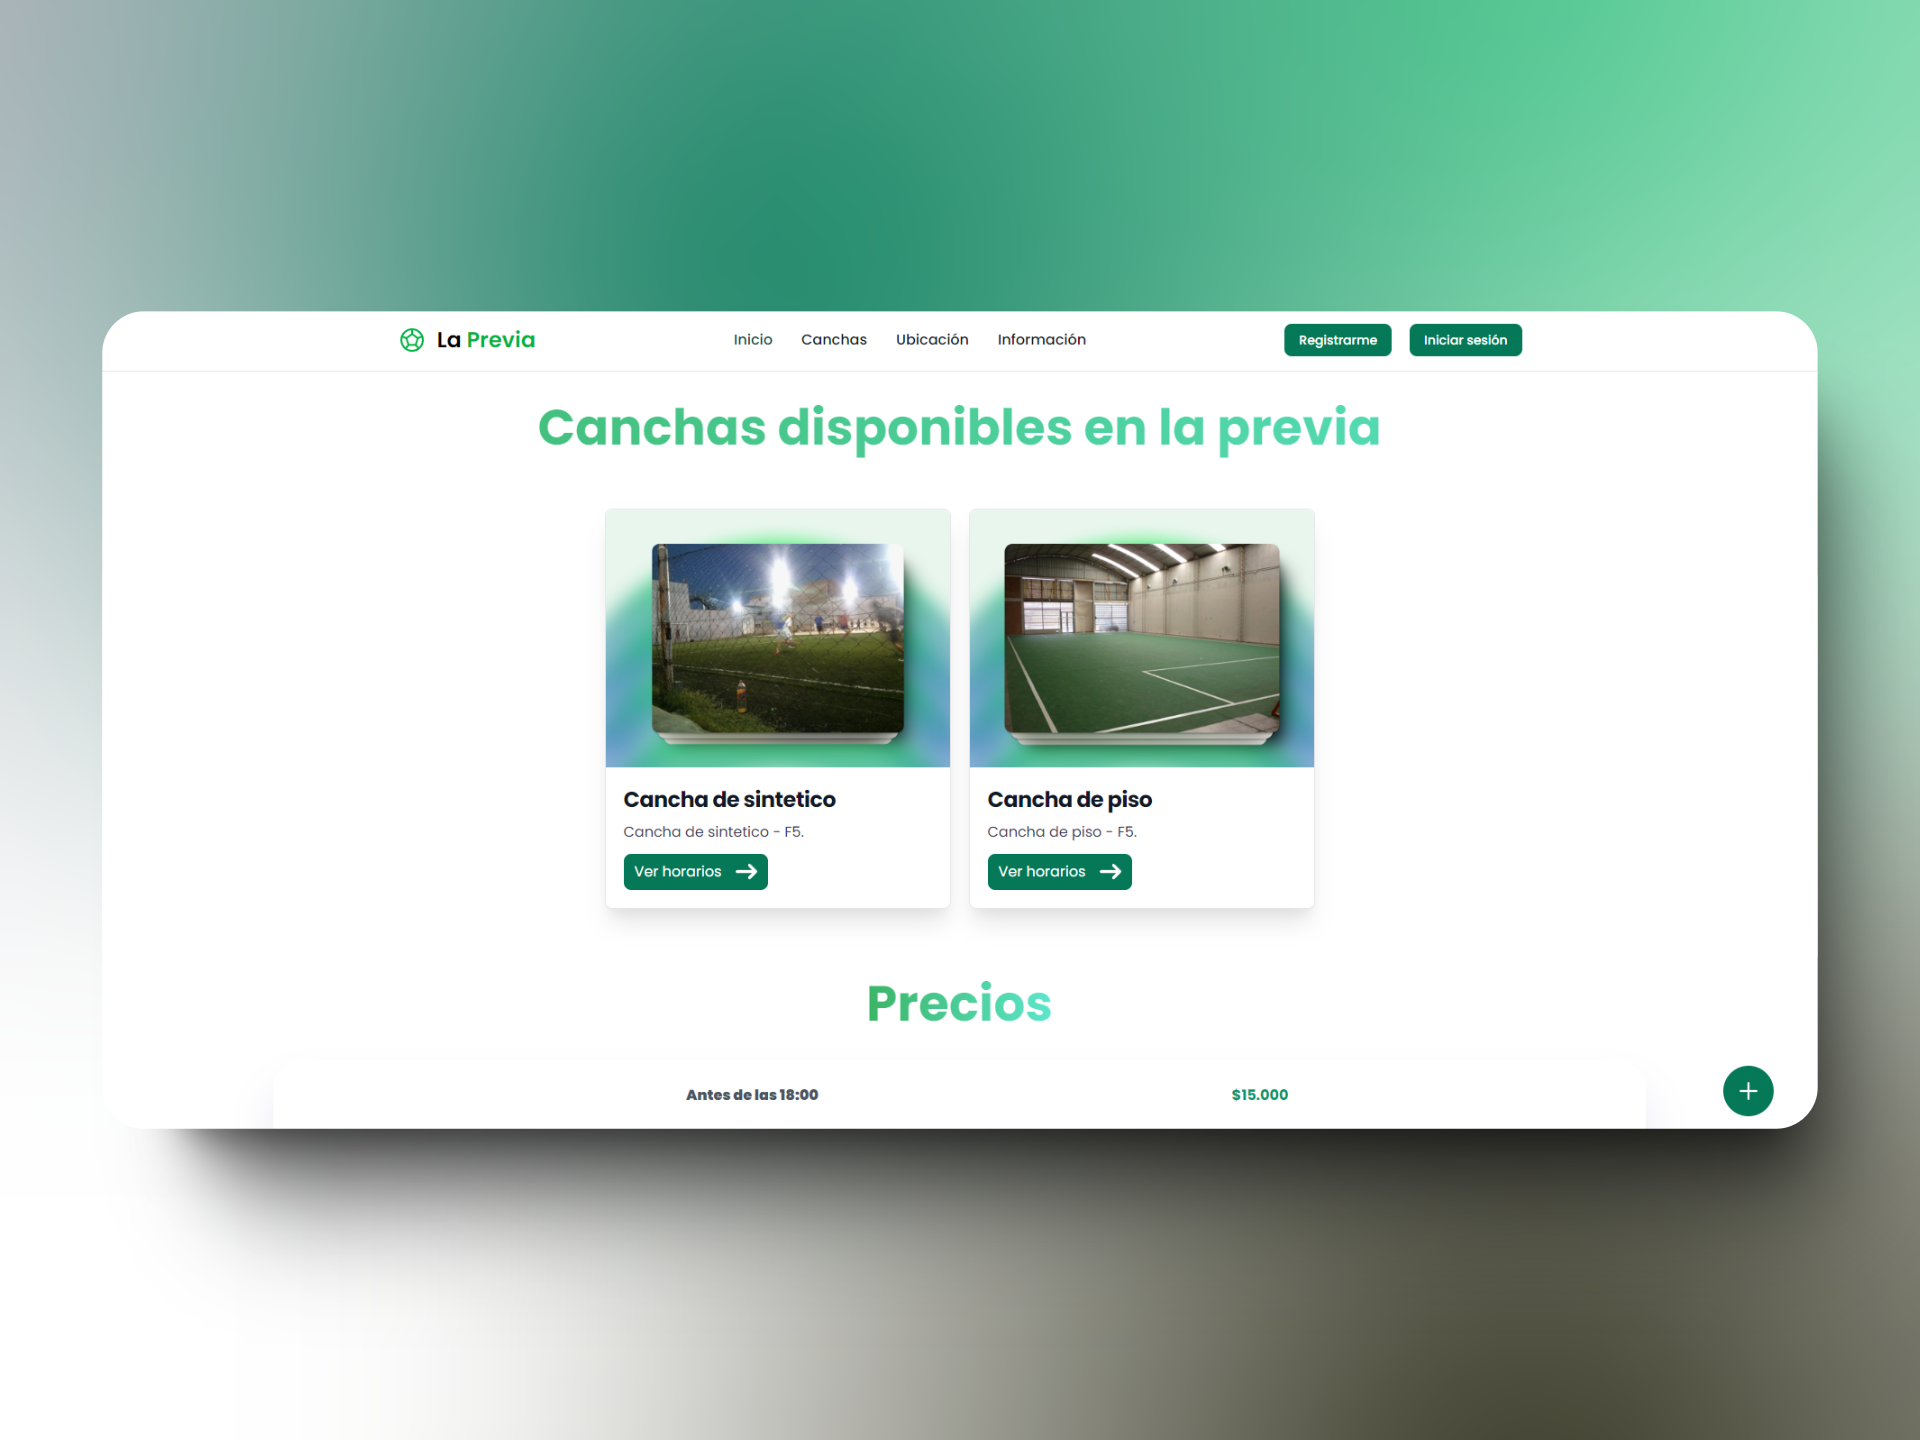 La Previa
Inicio Canchas Ubicación Información
Registrarme Iniciar sesión
Canchas disponibles en la previa
Cancha de sintetico
Cancha de sintetico - F5.
Ver horarios
Cancha de piso
Cancha de piso - F5.
Ver horarios
Precios
Antes de las 18:00 $15.000